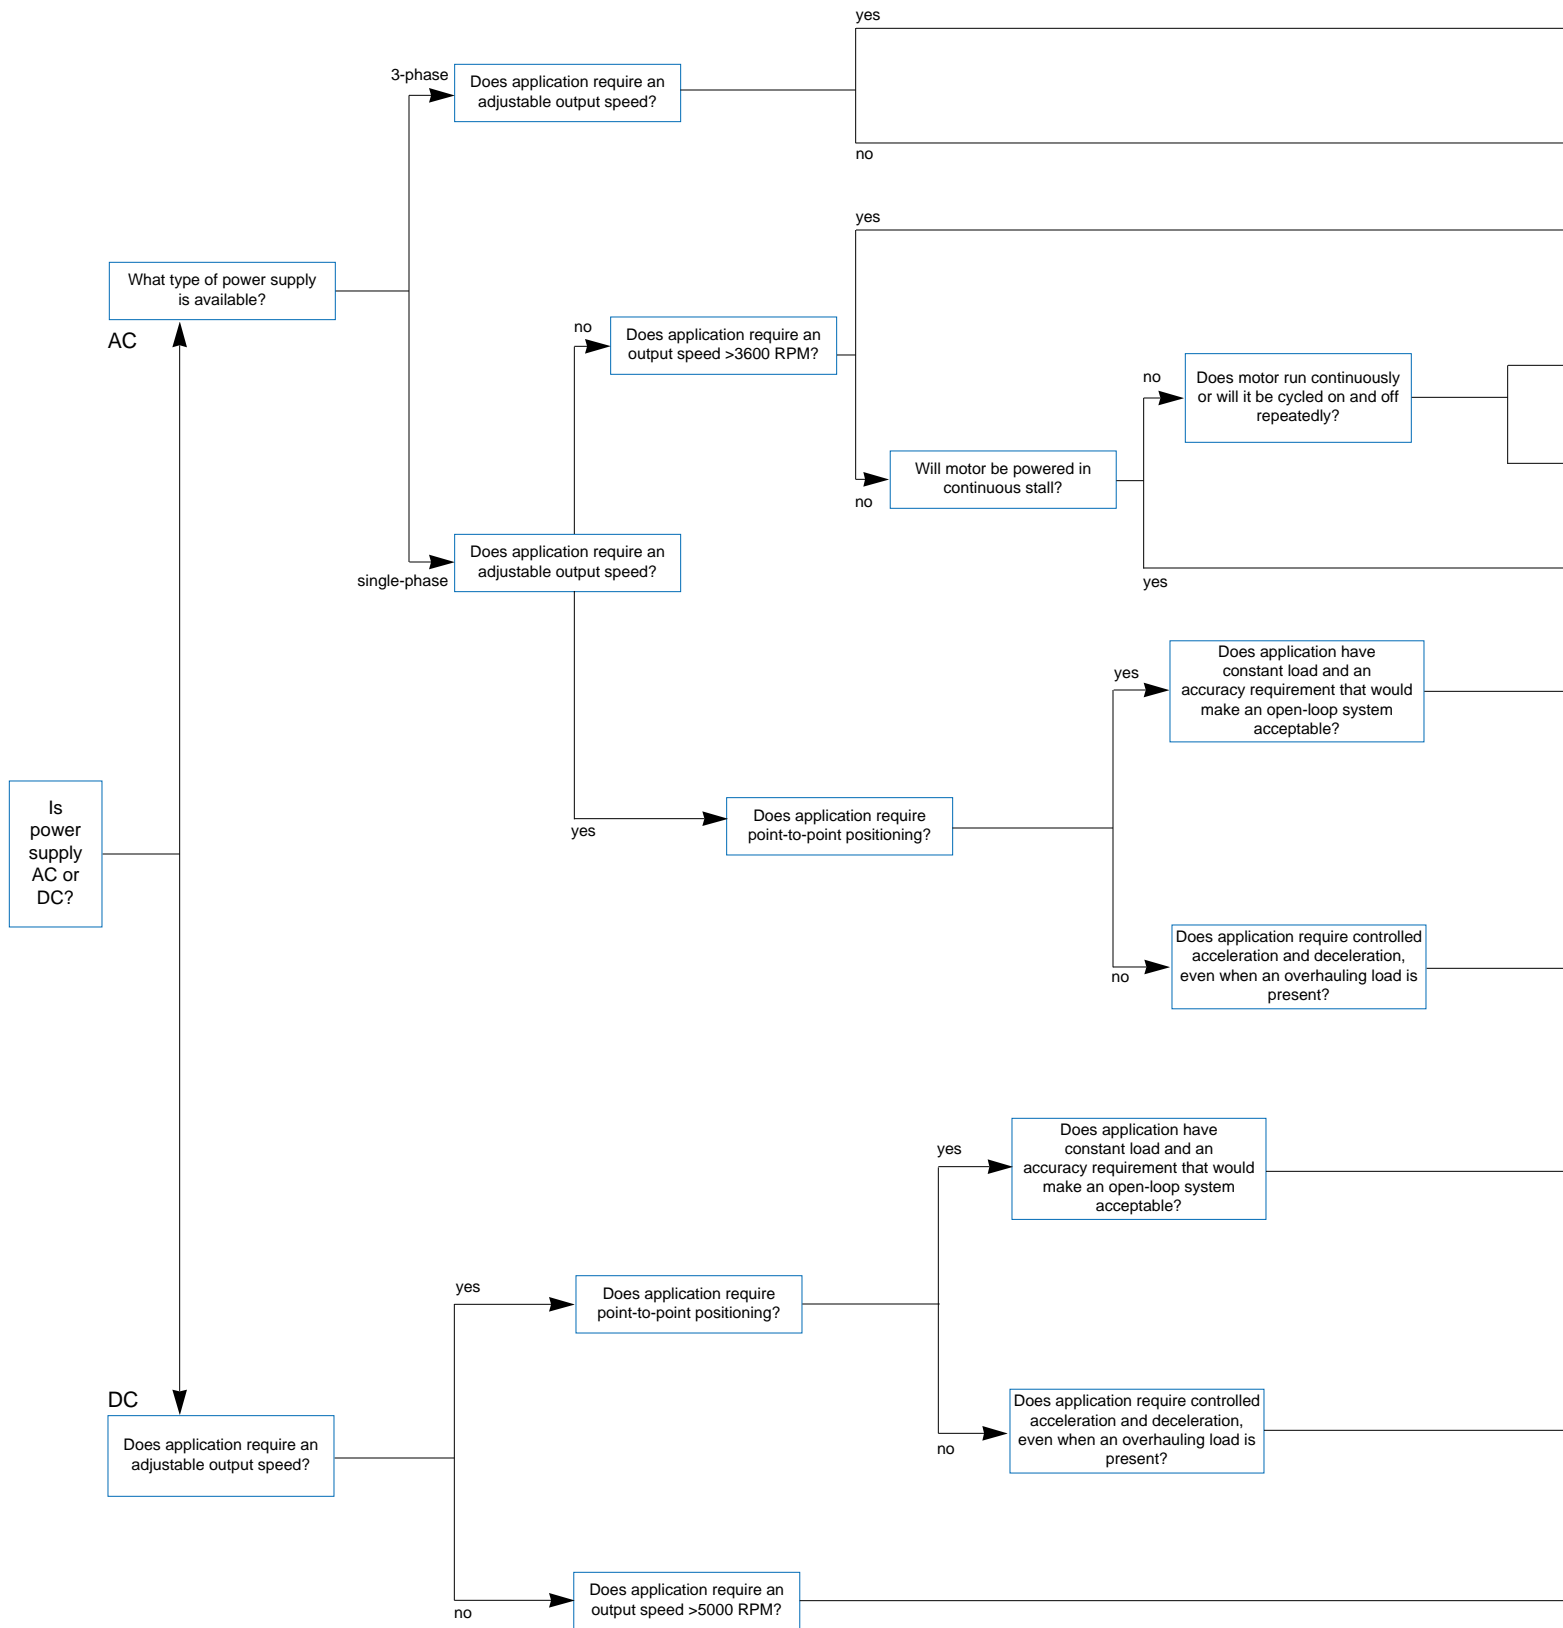 yes
3-phase
Does application require an
adjustable output speed?
no
yes
What type of power supply
is available?
AC
no
Does application require an
output speed >3600 RPM?
no
Does motor run continuously
or will it be cycled on and off
repeatedly?
Will motor be powered in
continuous stall?
no
Does application require an
adjustable output speed?
single-phase
yes
Does application have
constant load and an
accuracy requirement that would
make an open-loop system
acceptable?
yes
Is
power
supply
AC or
DC?
Does application require
point-to-point positioning?
yes
Does application require controlled
acceleration and deceleration,
even when an overhauling load is
present?
no
Does application have
constant load and an
accuracy requirement that would
make an open-loop system
acceptable?
yes
yes
Does application require
point-to-point positioning?
DC
Does application require an
adjustable output speed?
Does application require controlled
acceleration and deceleration,
even when an overhauling load is
present?
no
Does application require an
output speed >5000 RPM?
no